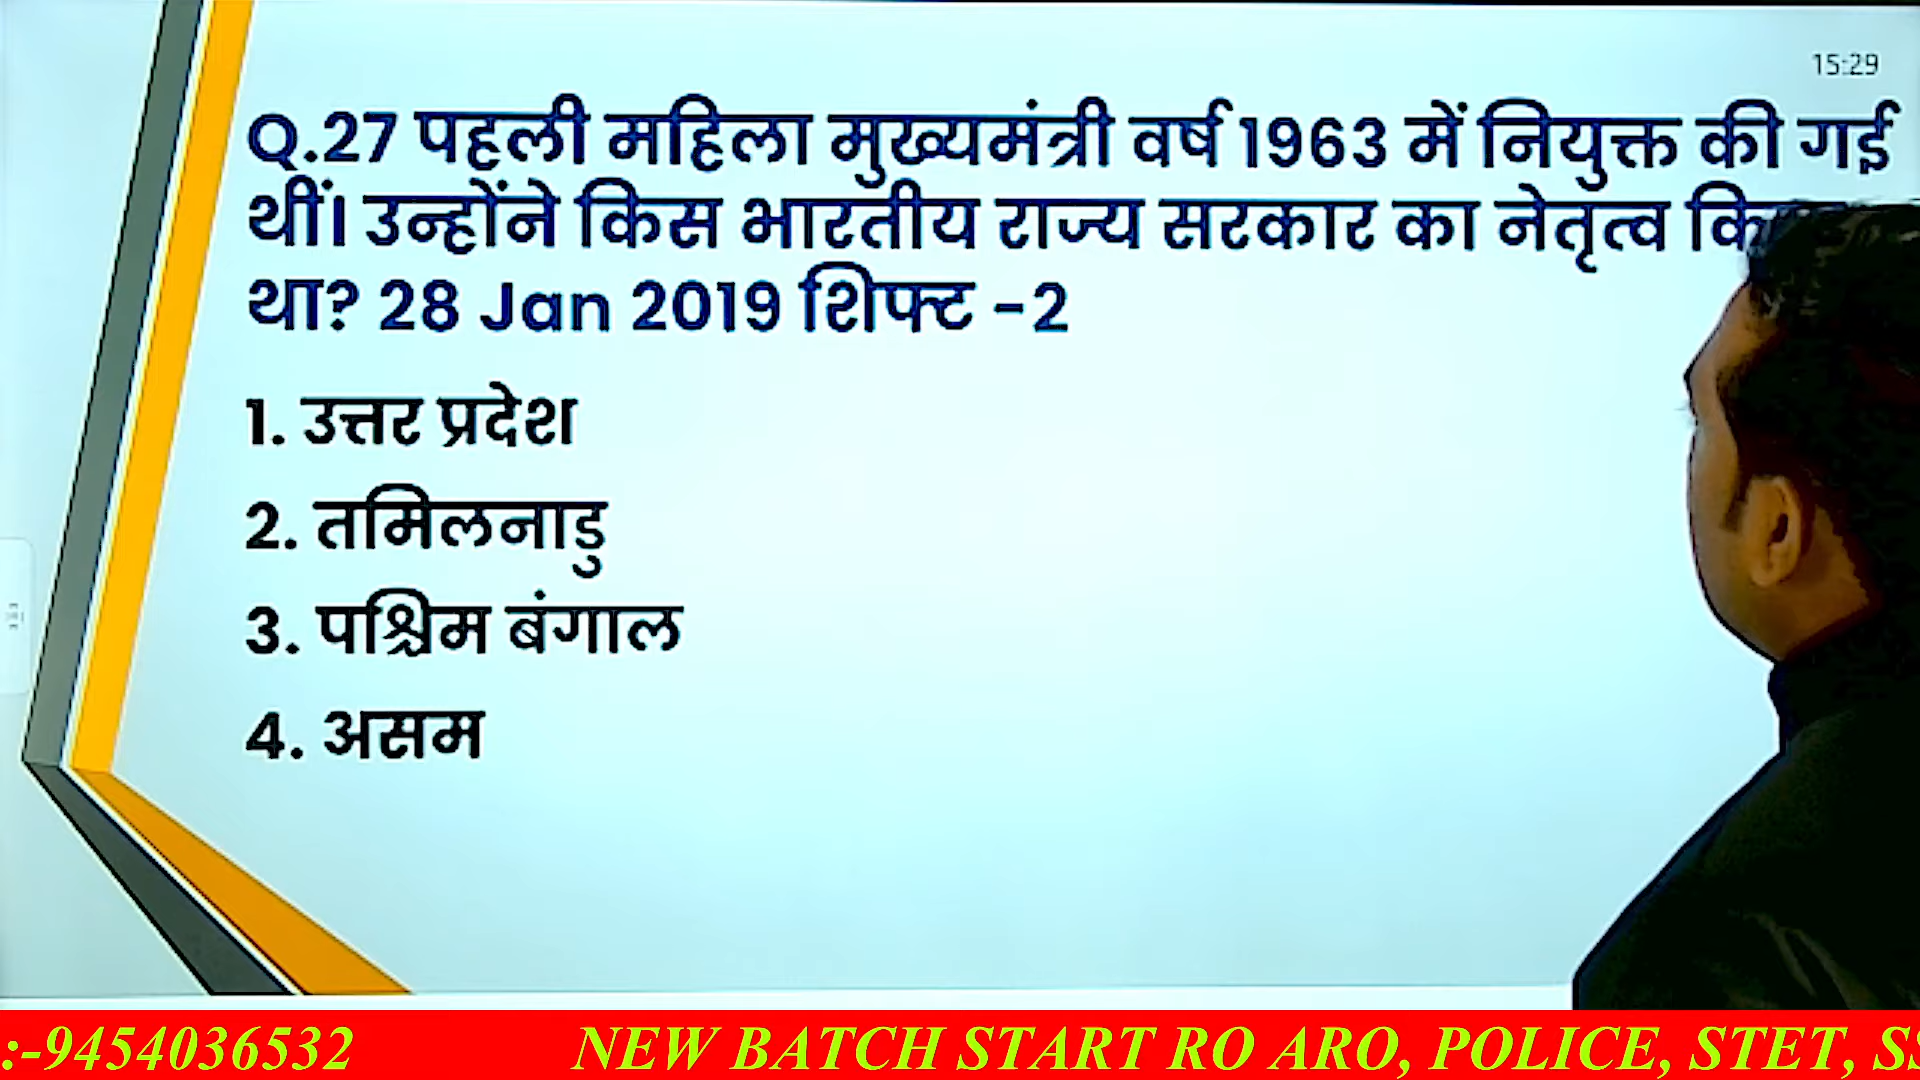 15:29
Q.27 पहली महिला मुख्यमंत्री वर्ष 1963 में नियुक्त की गई
थीं। उन्होंने किस भारतीय राज्य सरकार का नेतृत्व
था? 28 Jan 2019 शिफ्ट -2
1. उत्तर प्रदेश
2. तमिलनाडु
3. पश्चिम बंगाल
4. असम
:-9454036532 NEW BATCH START RO ARO, POLICE, STET,